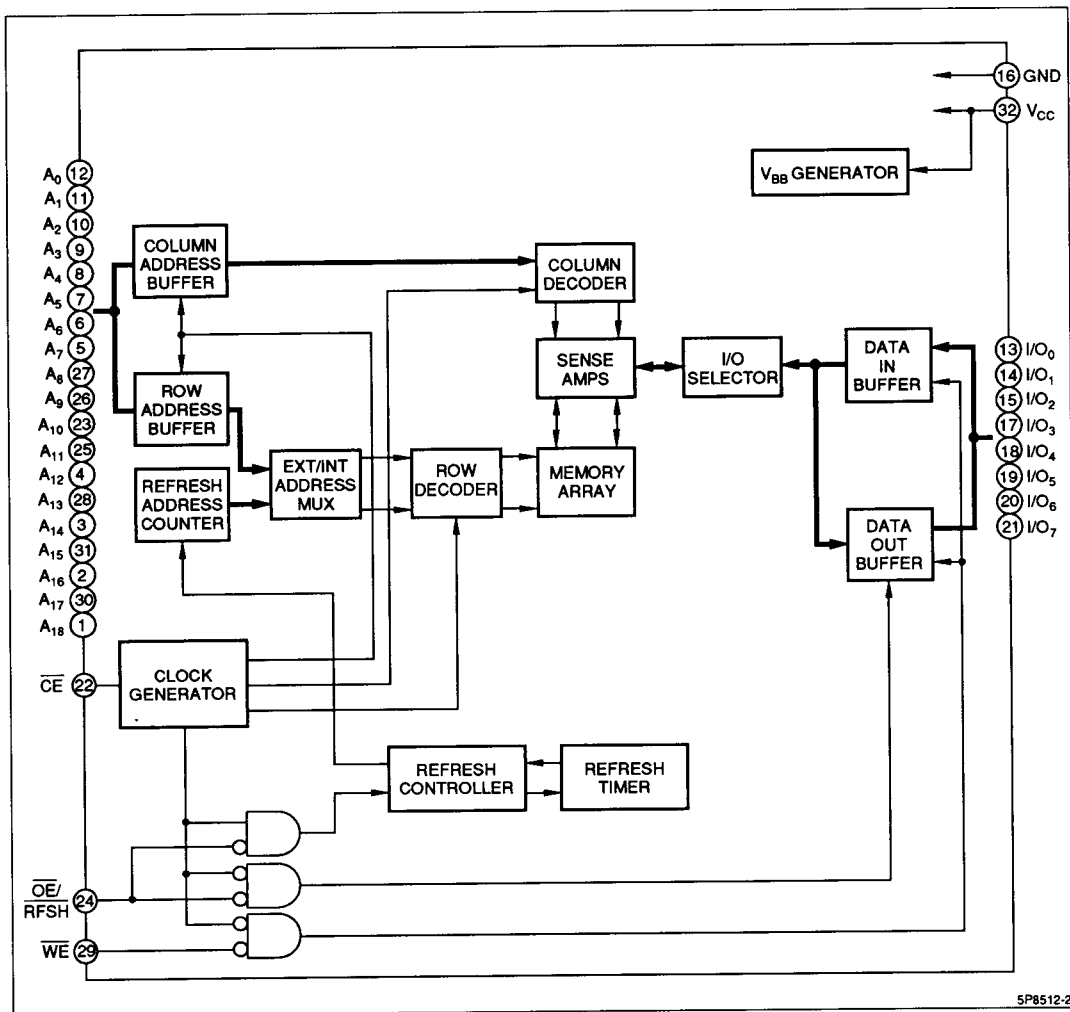 16 GND
32 VCC
VBB GENERATOR
A0 12
A1 11
A2 10
A3 9
A4 8
A5 7
A6 6
A7 5
A8 27
A9 26
A10 23
A11 25
A12 4
A13 28
A14 3
A15 31
A16 2
A17 30
A18 1
COLUMN
ADDRESS
BUFFER
COLUMN
DECODER
SENSE
AMPS
I/O
SELECTOR
DATA
IN
BUFFER
13 I/O0
14 I/O1
15 I/O2
17 I/O3
18 I/O4
19 I/O5
20 I/O6
21 I/O7
ROW
ADDRESS
BUFFER
REFRESH
ADDRESS
COUNTER
EXT/INT
ADDRESS
MUX
ROW
DECODER
MEMORY
ARRAY
DATA
OUT
BUFFER
CE 22
CLOCK
GENERATOR
REFRESH
CONTROLLER
REFRESH
TIMER
OE/
RFSH
24
WE 29
5P8512-2